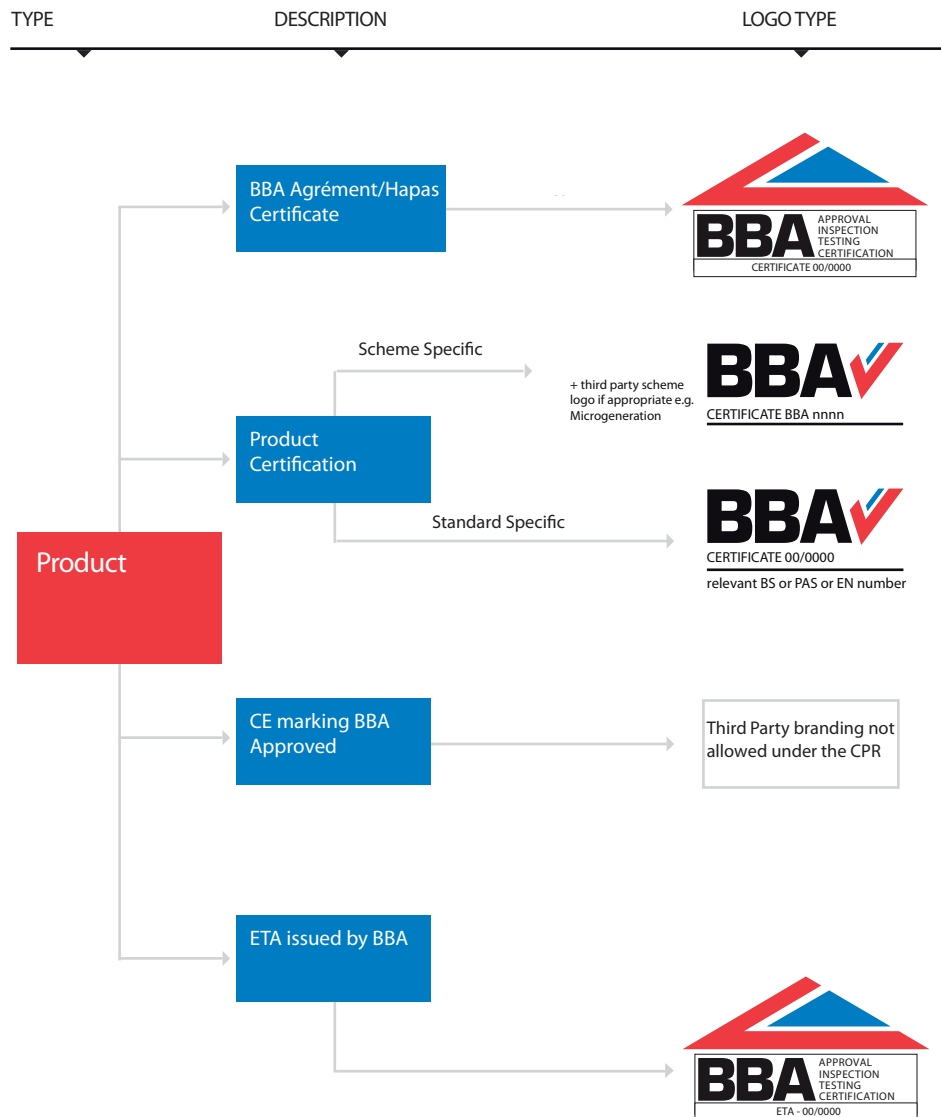 TYPE
DESCRIPTION
LOGO TYPE
BBA Agrément/Hapas
Certificate
BBA
APPROVAL
INSPECTION
TESTING
CERTIFICATION
CERTIFICATE 00/0000
Scheme Specific
+ third party scheme
logo if appropriate e.g.
Microgeneration
BBA
CERTIFICATE BBA nnnn
Product
Certification
Standard Specific
BBA
CERTIFICATE 00/0000
relevant BS or PAS or EN number
Product
CE marking BBA
Approved
Third Party branding not
allowed under the CPR
ETA issued by BBA
BBA
APPROVAL
INSPECTION
TESTING
CERTIFICATION
ETA - 00/0000